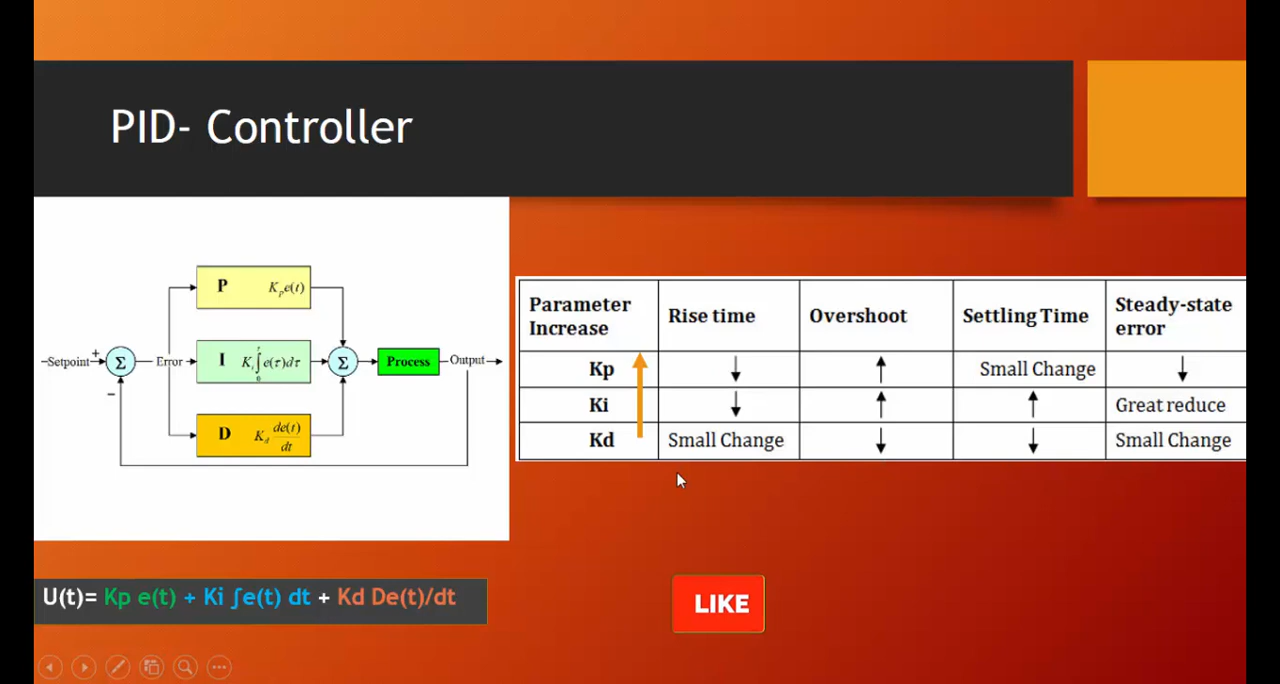 PID- Controller
P K_p e(t)
-Setpoint + Σ Error I K_i ∫_0^t e(τ)dτ Σ Process Output
−
D K_d de(t)/dt
Parameter Increase Rise time Overshoot Settling Time Steady-state error
Kp ↓ ↑ Small Change ↓
Ki ↓ ↑ ↑ Great reduce
Kd Small Change ↓ ↓ Small Change
U(t)= Kp e(t) + Ki ∫e(t) dt + Kd De(t)/dt
LIKE